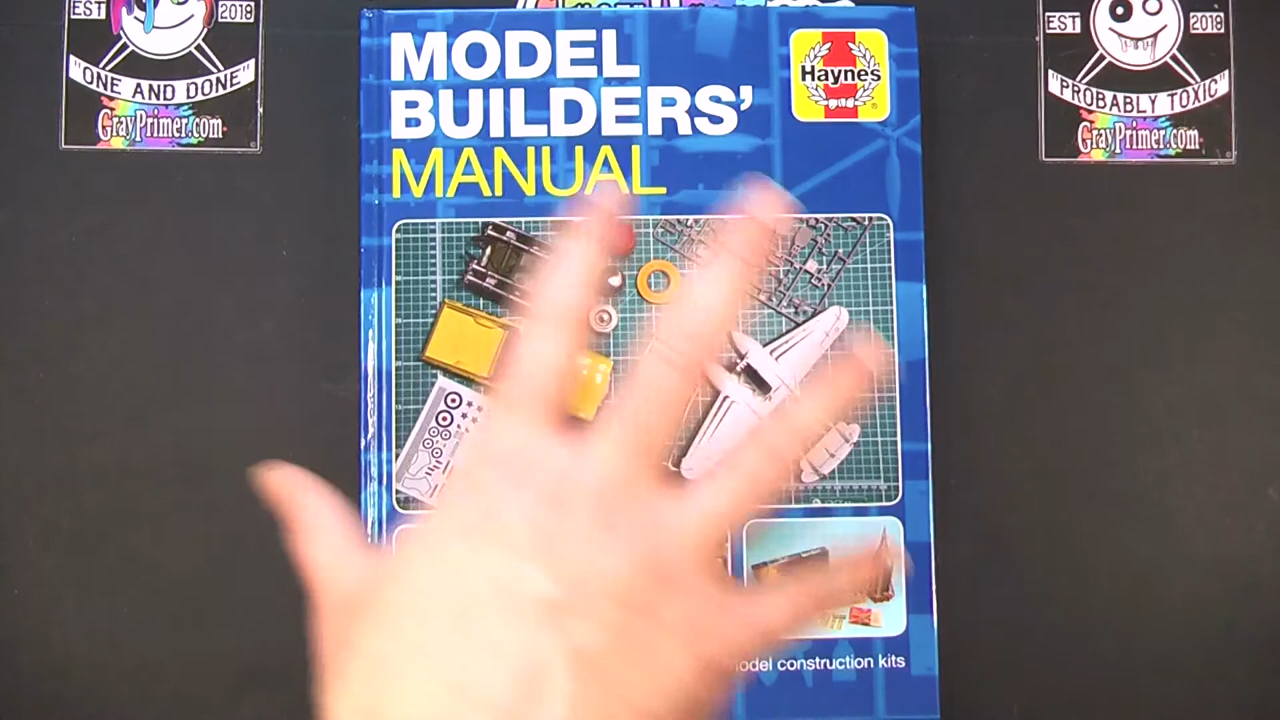 EST
2018
"ONE AND DONE"
GrayPrimer.com
MODEL
BUILDERS'
MANUAL
Haynes
EST
2018
"PROBABLY TOXIC"
GrayPrimer.com
model construction kits